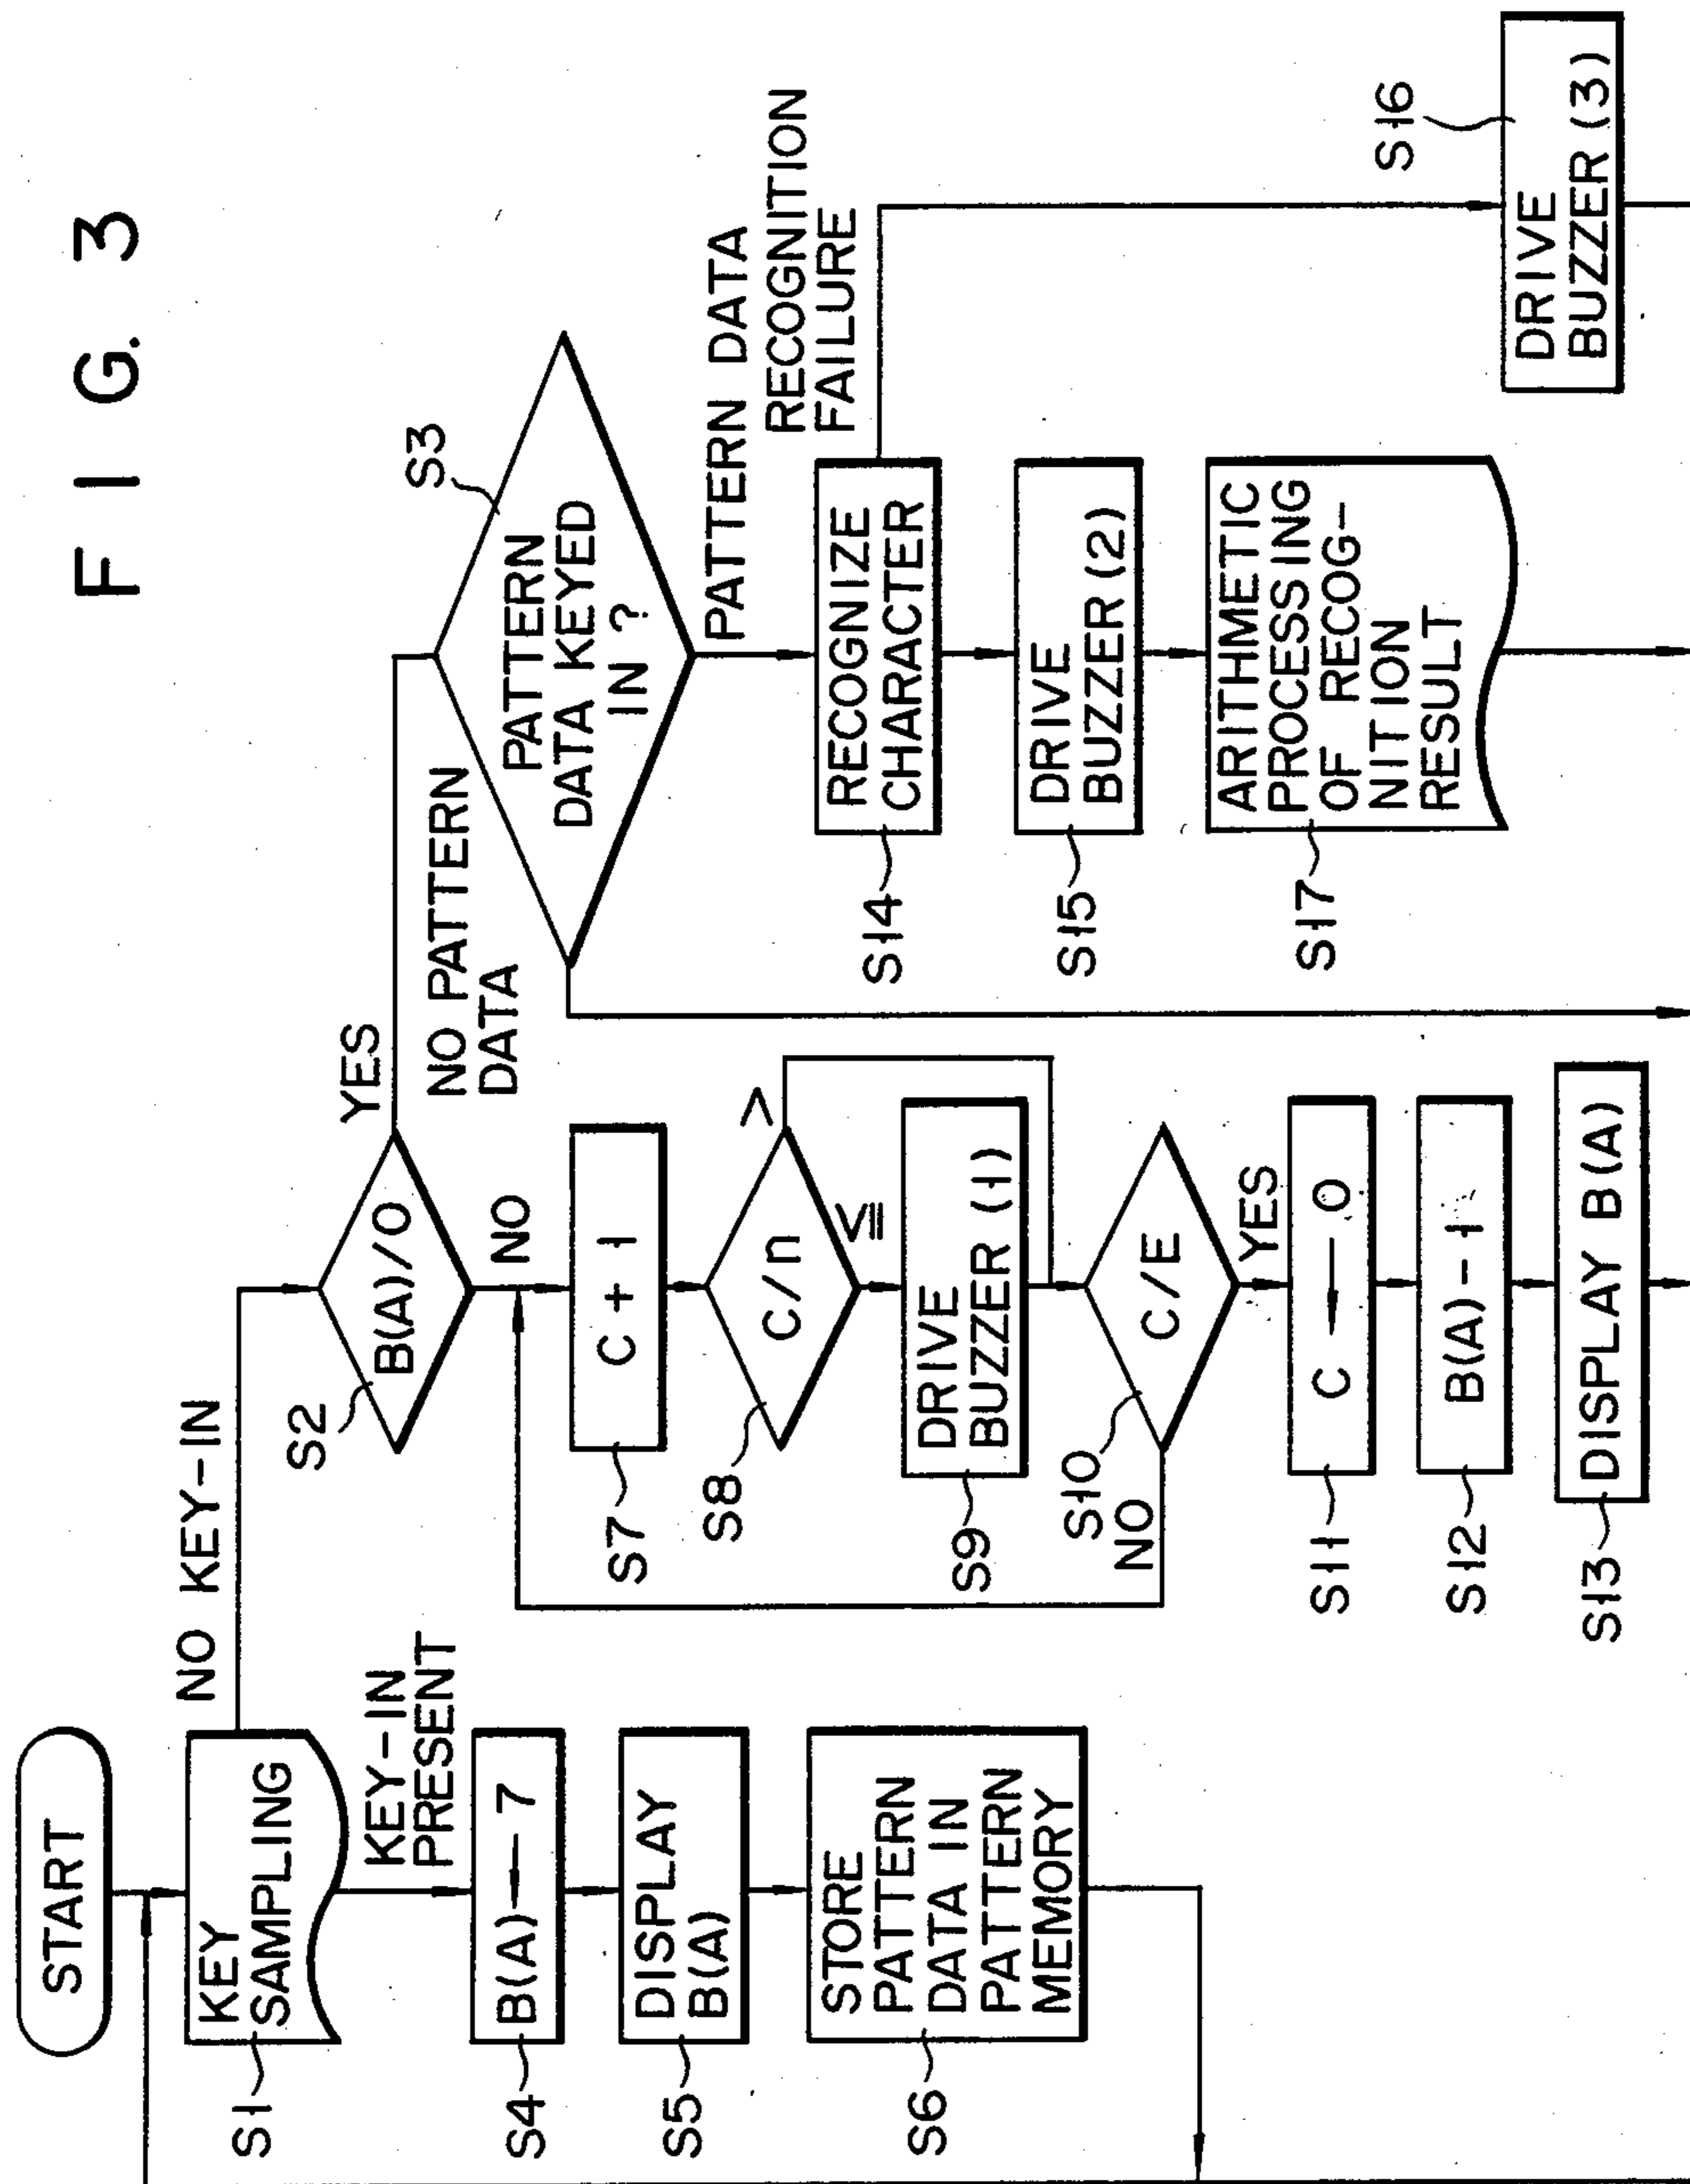 FIG. 3
START
KEY
SAMPLING
S1
NO KEY-IN
KEY-IN
PRESENT
B(A)←7
S4
DISPLAY
B(A)
S5
STORE
PATTERN
DATA IN
PATTERN
MEMORY
S6
B(A)/0
S2
YES
NO
C+1
S7
C/n
S8
>
≦
DRIVE
BUZZER (1)
S9
C/E
S10
NO
YES
C←0
S11
B(A)-1
S12
DISPLAY B(A)
S13
NO PATTERN
DATA
PATTERN
DATA KEYED
IN ?
S3
PATTERN DATA
RECOGNIZE
CHARACTER
S14
RECOGNITION
FAILURE
DRIVE
BUZZER (2)
S15
ARITHMETIC
PROCESSING
OF RECOG-
NITION
RESULT
S17
DRIVE
BUZZER (3)
S16